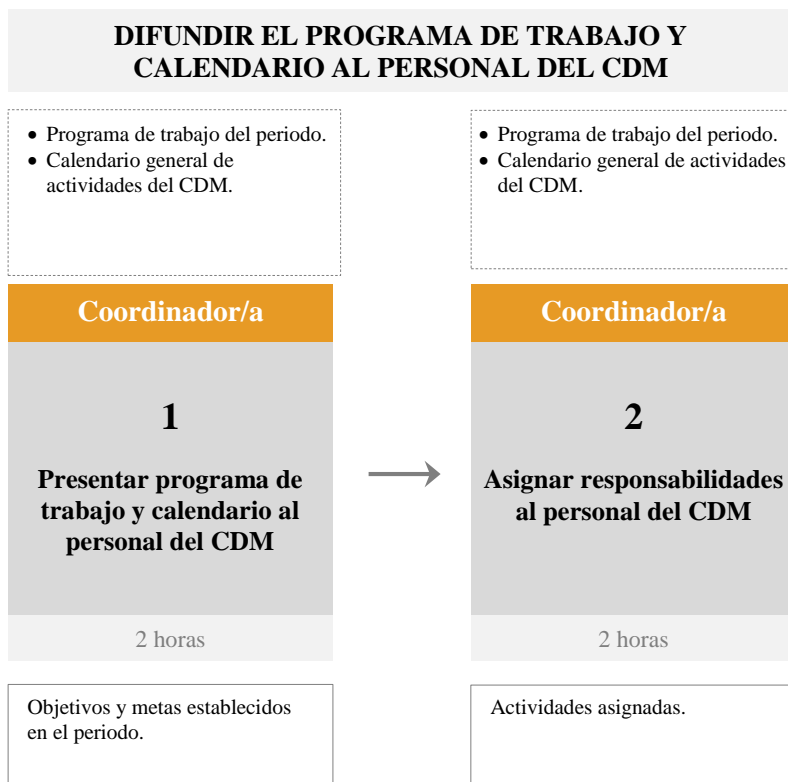 DIFUNDIR EL PROGRAMA DE TRABAJO Y
CALENDARIO AL PERSONAL DEL CDM
• Programa de trabajo del periodo.
• Calendario general de
actividades del CDM.
Coordinador/a
1
Presentar programa de
trabajo y calendario al
personal del CDM
2 horas
Objetivos y metas establecidos
en el periodo.
• Programa de trabajo del periodo.
• Calendario general de actividades
del CDM.
Coordinador/a
2
Asignar responsabilidades
al personal del CDM
2 horas
Actividades asignadas.